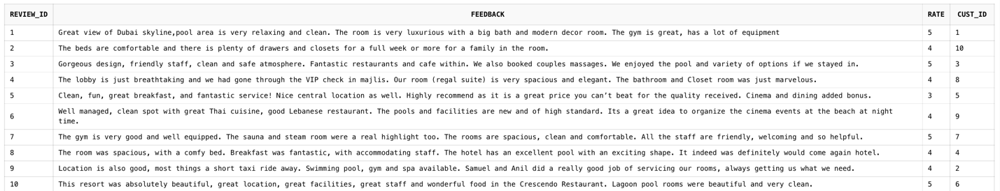 REVIEW_ID FEEDBACK RATE CUST_ID
1 Great view of Dubai skyline,pool area is very relaxing and clean. The room is very luxurious with a big bath and modern decor room. The gym is great, has a lot of equipment 5 1
2 The beds are comfortable and there is plenty of drawers and closets for a full week or more for a family in the room. 4 10
3 Gorgeous design, friendly staff, clean and safe atmosphere. Fantastic restaurants and cafe within. We also booked couples massages. We enjoyed the pool and variety of options if we stayed in. 5 3
4 The lobby is just breathtaking and we had gone through the VIP check in majlis. Our room (regal suite) is very spacious and elegant. The bathroom and Closet room was just marvelous. 4 8
5 Clean, fun, great breakfast, and fantastic service! Nice central location as well. Highly recommend as it is a great price you can’t beat for the quality received. Cinema and dining added bonus. 3 5
6 Well managed, clean spot with great Thai cuisine, good Lebanese restaurant. The pools and facilities are new and of high standard. Its a great idea to organize the cinema events at the beach at night 4 9
time.
7 The gym is very good and well equipped. The sauna and steam room were a real highlight too. The rooms are spacious, clean and comfortable. All the staff are friendly, welcoming and so helpful. 5 7
8 The room was spacious, with a comfy bed. Breakfast was fantastic, with accommodating staff. The hotel has an excellent pool with an exciting shape. It indeed was definitely would come again hotel. 4 4
9 Location is also good, most things a short taxi ride away. Swimming pool, gym and spa available. Samuel and Anil did a really good job of servicing our rooms, always getting us what we need. 4 2
10 This resort was absolutely beautiful, great location, great facilities, great staff and wonderful food in the Crescendo Restaurant. Lagoon pool rooms were beautiful and very clean. 5 6